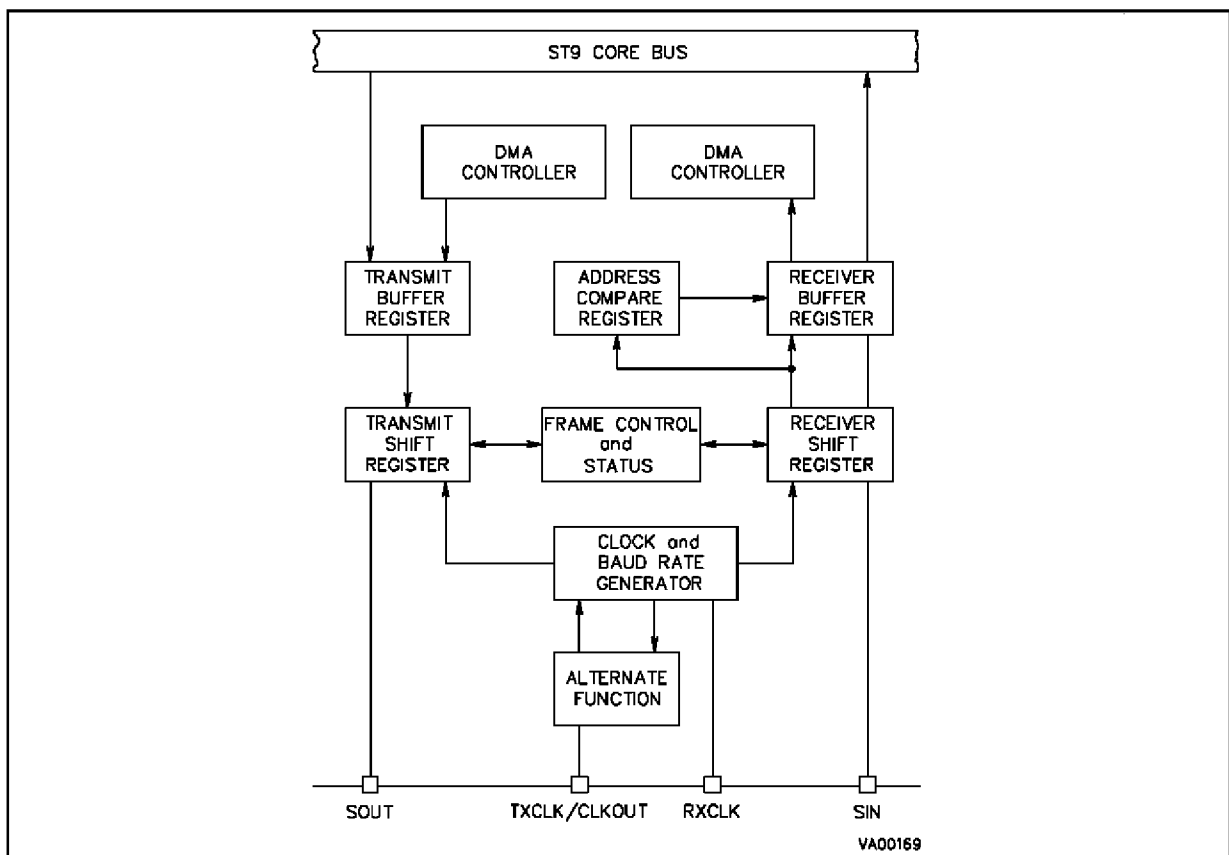 ST9 CORE BUS
DMA
CONTROLLER
DMA
CONTROLLER
TRANSMIT
BUFFER
REGISTER
ADDRESS
COMPARE
REGISTER
RECEIVER
BUFFER
REGISTER
TRANSMIT
SHIFT
REGISTER
FRAME CONTROL
and
STATUS
RECEIVER
SHIFT
REGISTER
CLOCK and
BAUD RATE
GENERATOR
ALTERNATE
FUNCTION
SOUT
TXCLK/CLKOUT
RXCLK
SIN
VA00169